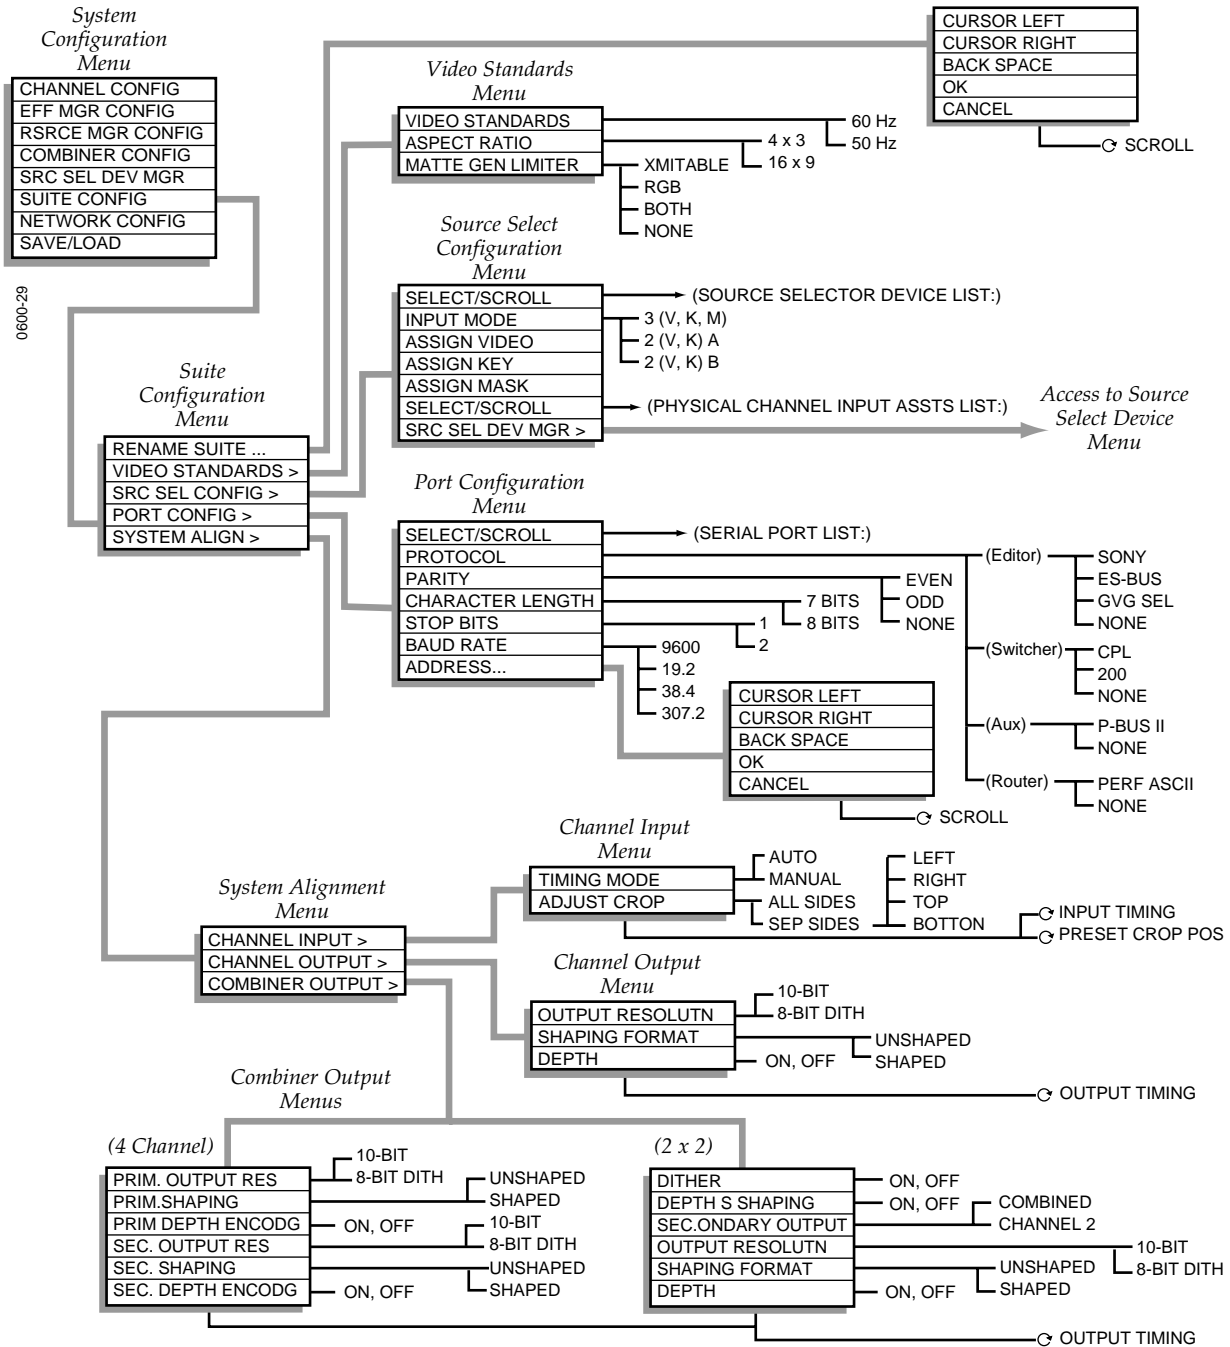 System
Configuration
Menu
CHANNEL CONFIG
EFF MGR CONFIG
RSRCE MGR CONFIG
COMBINER CONFIG
SRC SEL DEV MGR
SUITE CONFIG
NETWORK CONFIG
SAVE/LOAD
0600-29
CURSOR LEFT
CURSOR RIGHT
BACK SPACE
OK
CANCEL
SCROLL
Video Standards
Menu
VIDEO STANDARDS
ASPECT RATIO
MATTE GEN LIMITER
60 Hz
50 Hz
4 x 3
16 x 9
XMITABLE
RGB
BOTH
NONE
Source Select
Configuration
Menu
SELECT/SCROLL
INPUT MODE
ASSIGN VIDEO
ASSIGN KEY
ASSIGN MASK
SELECT/SCROLL
SRC SEL DEV MGR >
(SOURCE SELECTOR DEVICE LIST:)
3 (V, K, M)
2 (V, K) A
2 (V, K) B
(PHYSICAL CHANNEL INPUT ASSTS LIST:)
Access to Source
Select Device
Menu
Suite
Configuration
Menu
RENAME SUITE ...
VIDEO STANDARDS >
SRC SEL CONFIG >
PORT CONFIG >
SYSTEM ALIGN >
Port Configuration
Menu
SELECT/SCROLL
PROTOCOL
PARITY
CHARACTER LENGTH
STOP BITS
BAUD RATE
ADDRESS...
(SERIAL PORT LIST:)
(Editor)
SONY
ES-BUS
GVG SEL
NONE
(Switcher)
CPL
200
NONE
(Aux)
P-BUS II
NONE
(Router)
PERF ASCII
NONE
EVEN
ODD
NONE
7 BITS
8 BITS
1
2
9600
19.2
38.4
307.2
CURSOR LEFT
CURSOR RIGHT
BACK SPACE
OK
CANCEL
SCROLL
Channel Input
Menu
TIMING MODE
ADJUST CROP
AUTO
MANUAL
ALL SIDES
SEP SIDES
LEFT
RIGHT
TOP
BOTTON
INPUT TIMING
PRESET CROP POS
System Alignment
Menu
CHANNEL INPUT >
CHANNEL OUTPUT >
COMBINER OUTPUT >
Channel Output
Menu
OUTPUT RESOLUTN
SHAPING FORMAT
DEPTH
10-BIT
8-BIT DITH
UNSHAPED
SHAPED
ON, OFF
OUTPUT TIMING
Combiner Output
Menus
(4 Channel)
PRIM. OUTPUT RES
PRIM.SHAPING
PRIM DEPTH ENCODG
SEC. OUTPUT RES
SEC. SHAPING
SEC. DEPTH ENCODG
10-BIT
8-BIT DITH
UNSHAPED
SHAPED
ON, OFF
10-BIT
8-BIT DITH
UNSHAPED
SHAPED
ON, OFF
(2 x 2)
DITHER
DEPTH S SHAPING
SEC.ONDARY OUTPUT
OUTPUT RESOLUTN
SHAPING FORMAT
DEPTH
ON, OFF
ON, OFF
COMBINED
CHANNEL 2
10-BIT
8-BIT DITH
UNSHAPED
SHAPED
ON, OFF
OUTPUT TIMING